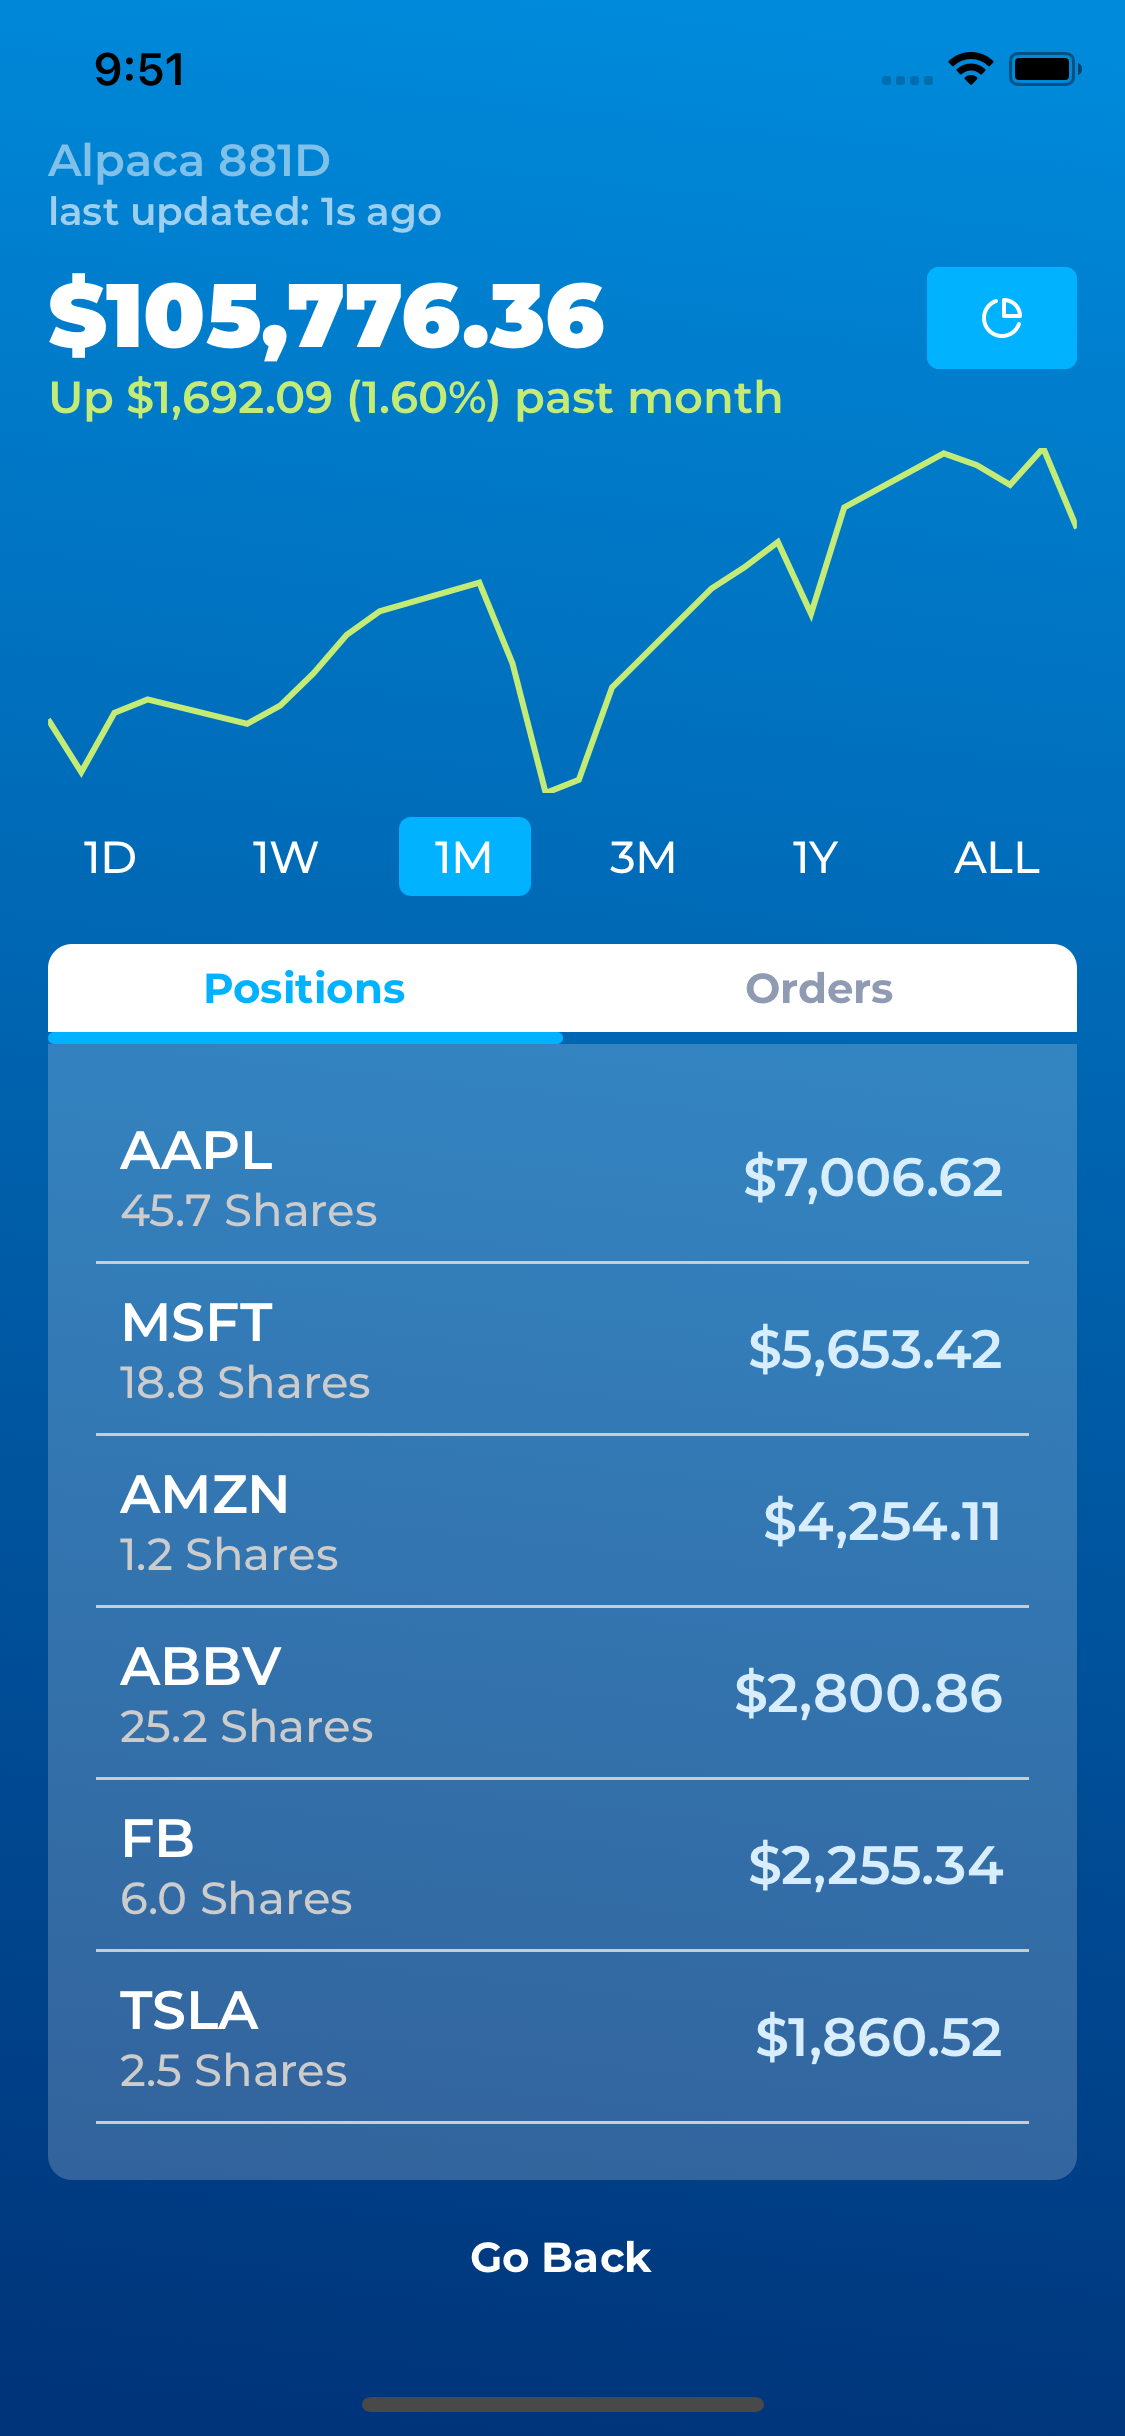 9:51
Alpaca 881D
last updated: 1s ago
$105,776.36
Up $1,692.09 (1.60%) past month
1D 1W 1M 3M 1Y ALL
Positions Orders
AAPL
$7,006.62
45.7 Shares
MSFT
$5,653.42
18.8 Shares
AMZN
$4,254.11
1.2 Shares
ABBV
$2,800.86
25.2 Shares
FB
$2,255.34
6.0 Shares
TSLA
$1,860.52
2.5 Shares
Go Back